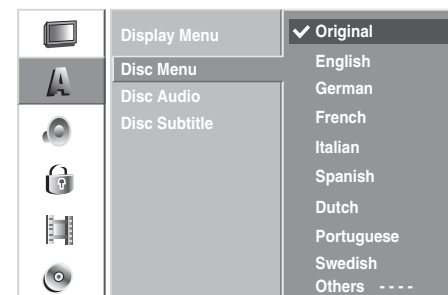 Display Menu
Disc Menu
Disc Audio
Disc Subtitle
Original
English
German
French
Italian
Spanish
Dutch
Portuguese
Swedish
Others - - - -
A